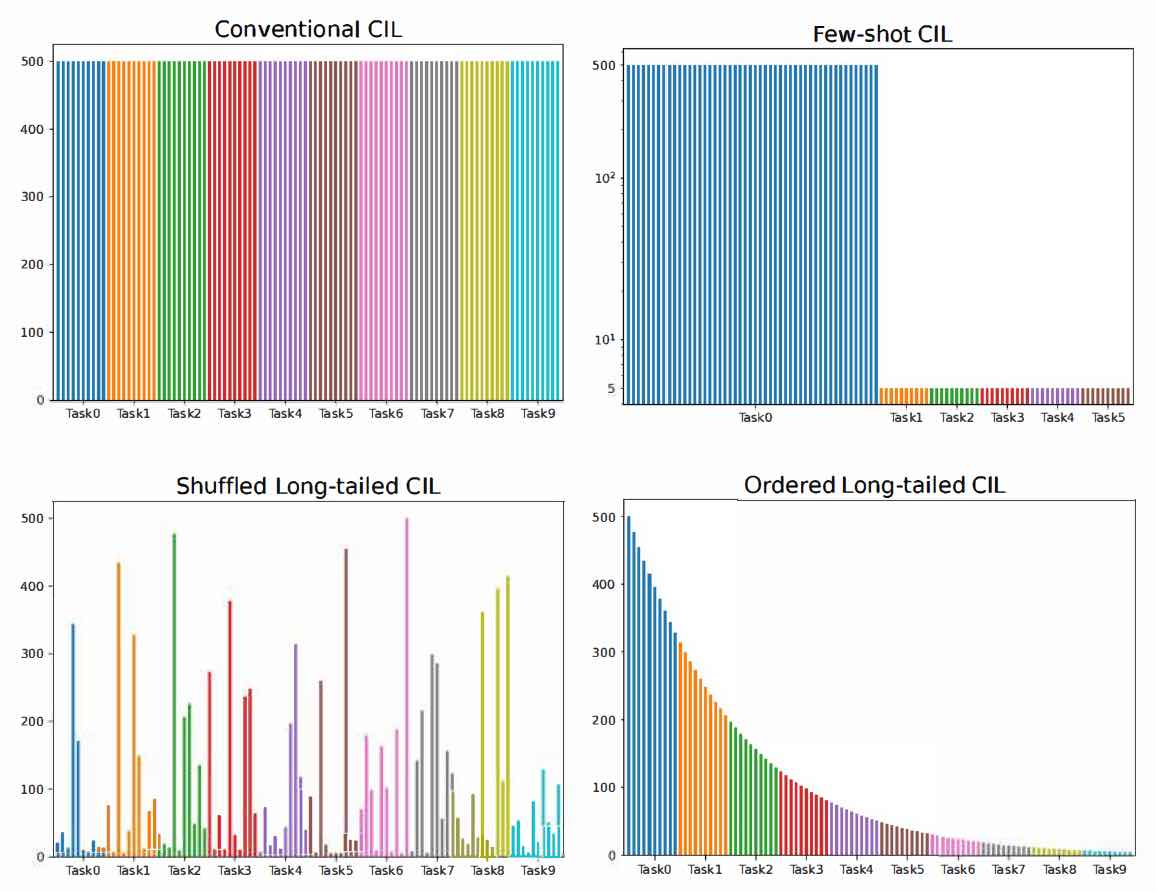 Conventional CIL
500
400
300
200
100
0
Task0 Task1 Task2 Task3 Task4 Task5 Task6 Task7 Task8 Task9
Few-shot CIL
500
10²
10¹
5
Task0 Task1 Task2 Task3 Task4 Task5
Shuffled Long-tailed CIL
500
400
300
200
100
0
Task0 Task1 Task2 Task3 Task4 Task5 Task6 Task7 Task8 Task9
Ordered Long-tailed CIL
500
400
300
200
100
0
Task0 Task1 Task2 Task3 Task4 Task5 Task6 Task7 Task8 Task9